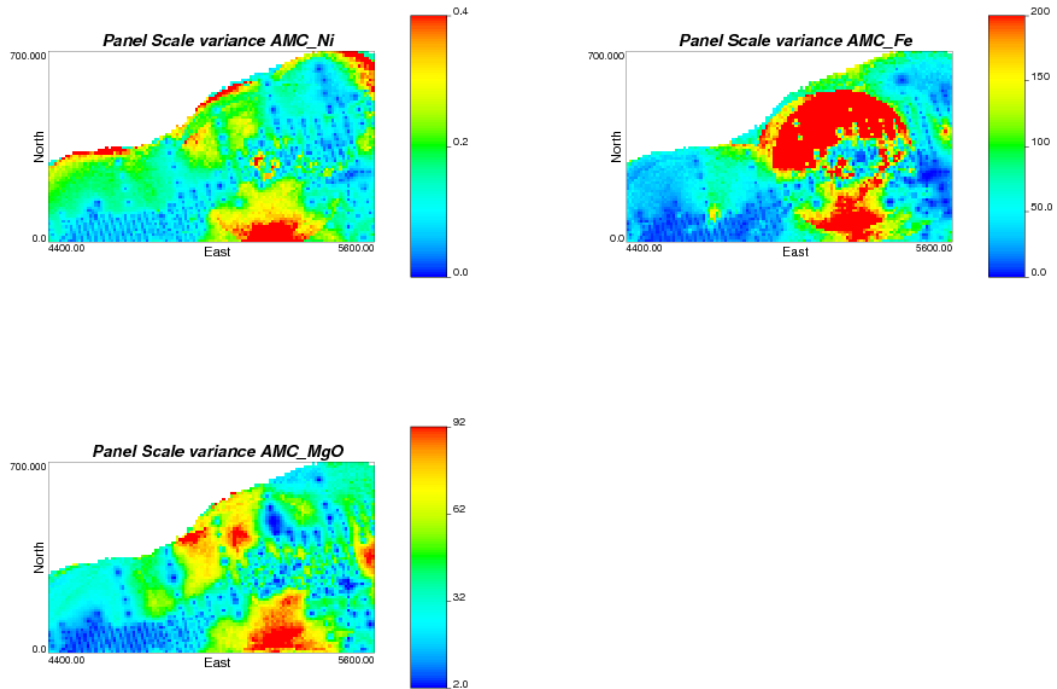 Panel Scale variance AMC_Ni
700.000
North
0.0
4400.00
East
5600.00
0.4
0.2
0.0
Panel Scale variance AMC_Fe
700.000
North
0.0
4400.00
East
5600.00
200
150
100
50.0
0.0
Panel Scale variance AMC_MgO
700.000
North
0.0
4400.00
East
5600.00
92
62
32
2.0